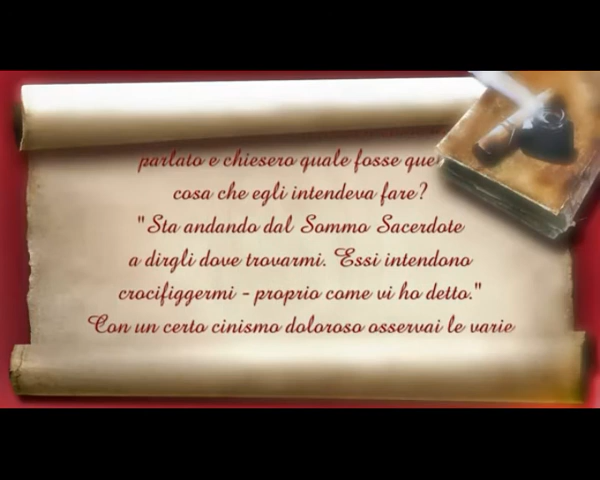 parlato e chiesero quale fosse que
cosa che egli intendeva fare?
"Sta andando dal Sommo Sacerdote
a dirgli dove trovarmi. Essi intendono
crocifiggermi - proprio come vi ho detto."
Con un certo cinismo doloroso osservai le varie